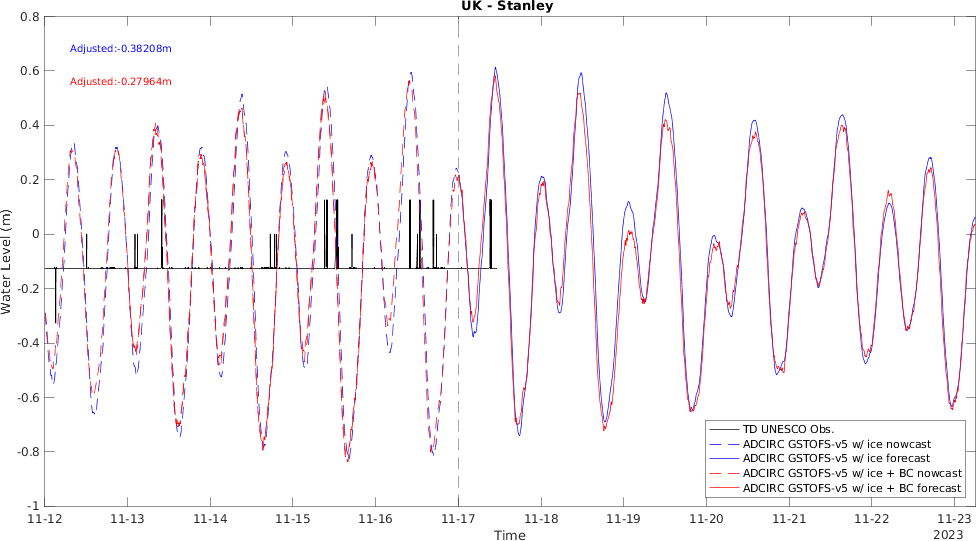 UK - Stanley
Adjusted:-0.38208m
Adjusted:-0.27964m
0.8
0.6
0.4
0.2
0
-0.2
-0.4
-0.6
-0.8
-1
Water Level (m)
TD UNESCO Obs.
ADCIRC GSTOFS-v5 w/ ice nowcast
ADCIRC GSTOFS-v5 w/ ice forecast
ADCIRC GSTOFS-v5 w/ ice + BC nowcast
ADCIRC GSTOFS-v5 w/ ice + BC forecast
11-12 11-13 11-14 11-15 11-16 11-17 11-18 11-19 11-20 11-21 11-22 11-23
Time
2023